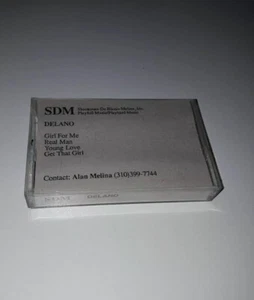 SDM
DELANO
Girl For Me
Real Man
Young Love
Get That Girl
Contact: Alan Melina (310)399-7744